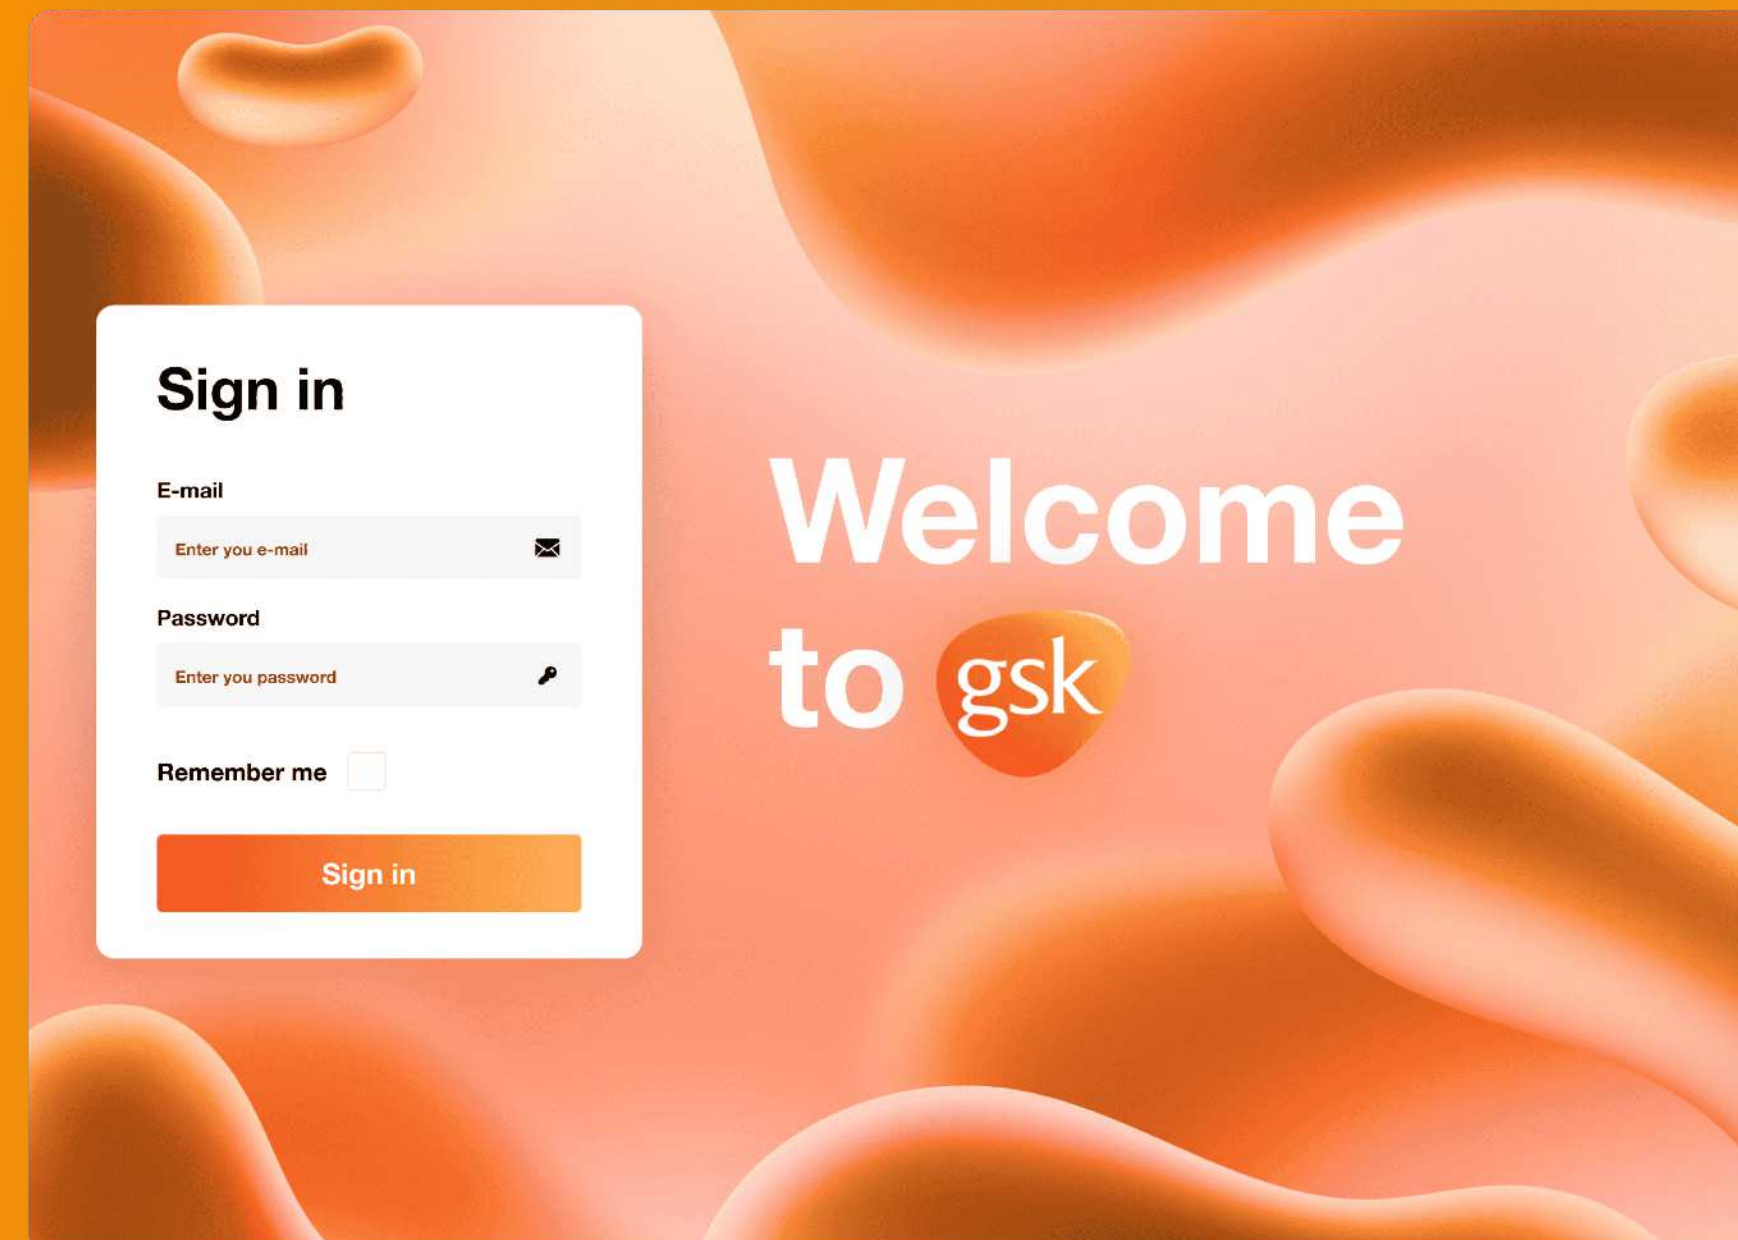 Sign in
E-mail
Enter you e-mail
Password
Enter you password
Remember me
Sign in
Welcome
to gsk